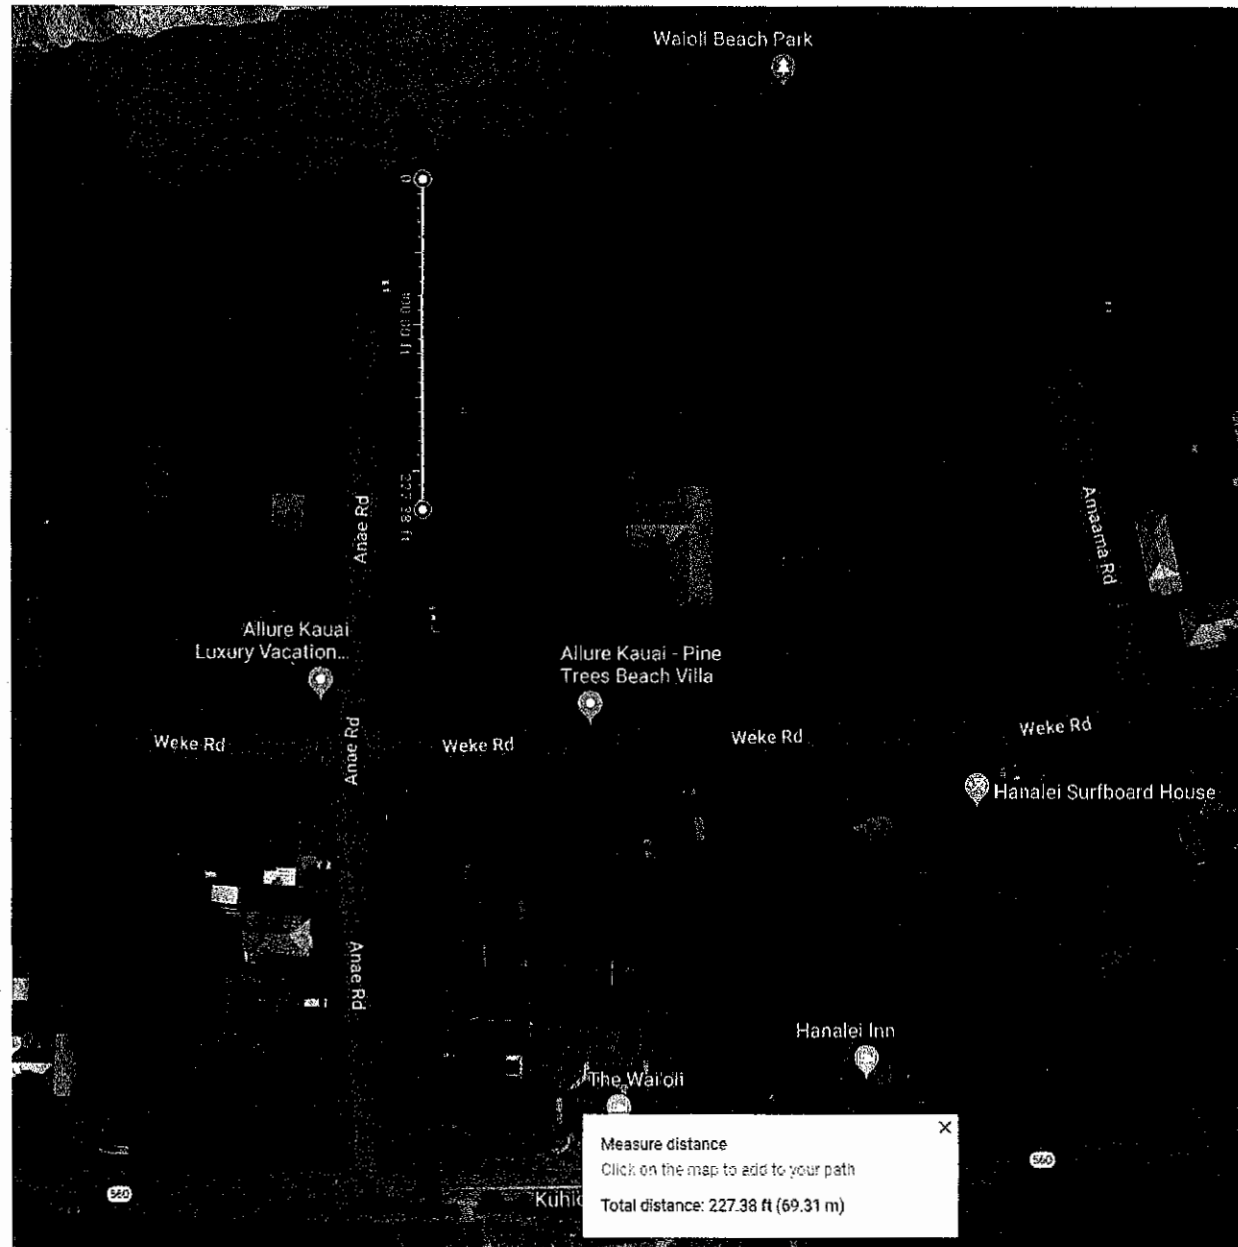 Waioli Beach Park
0
100.00 ft
227.38 ft
Anae Rd
Amaama Rd
Allure Kauai
Luxury Vacation...
Allure Kauai - Pine
Trees Beach Villa
Weke Rd
Anae Rd
Weke Rd
Weke Rd
Weke Rd
Hanalei Surfboard House
Anae Rd
Hanalei Inn
The Wai'oli
Measure distance
Click on the map to add to your path
Total distance: 227.38 ft (69.31 m)
560
560